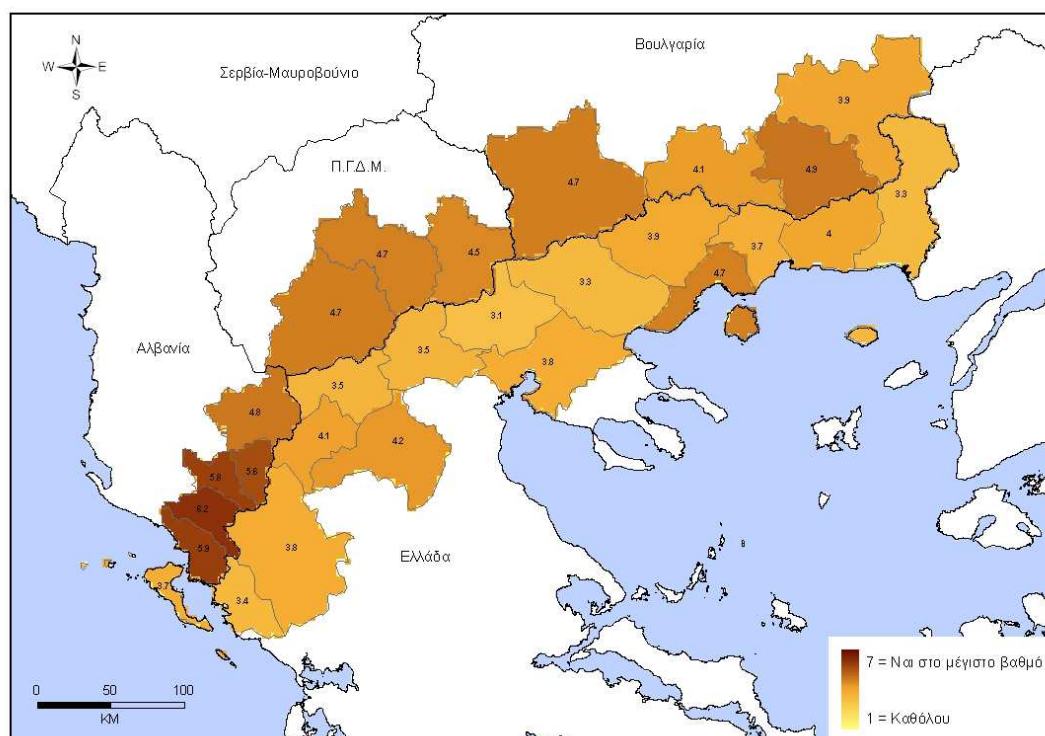 N
W E
S
Βουλγαρία
Σερβία-Μαυροβούνιο
3.9
Π.Γ.Δ.Μ.
4.7
4.1
4.9
3.3
4.7
4.5
3.9
3.7
4
4.7
3.3
4.7
3.1
Αλβανία
3.5
3.8
3.5
4.8
4.1
4.2
5.8
5.6
6.2
5.9
3.8
Ελλάδα
3.7
3.4
7 = Ναι στο μέγιστο βαθμό
1 = Καθόλου
0 50 100
KM